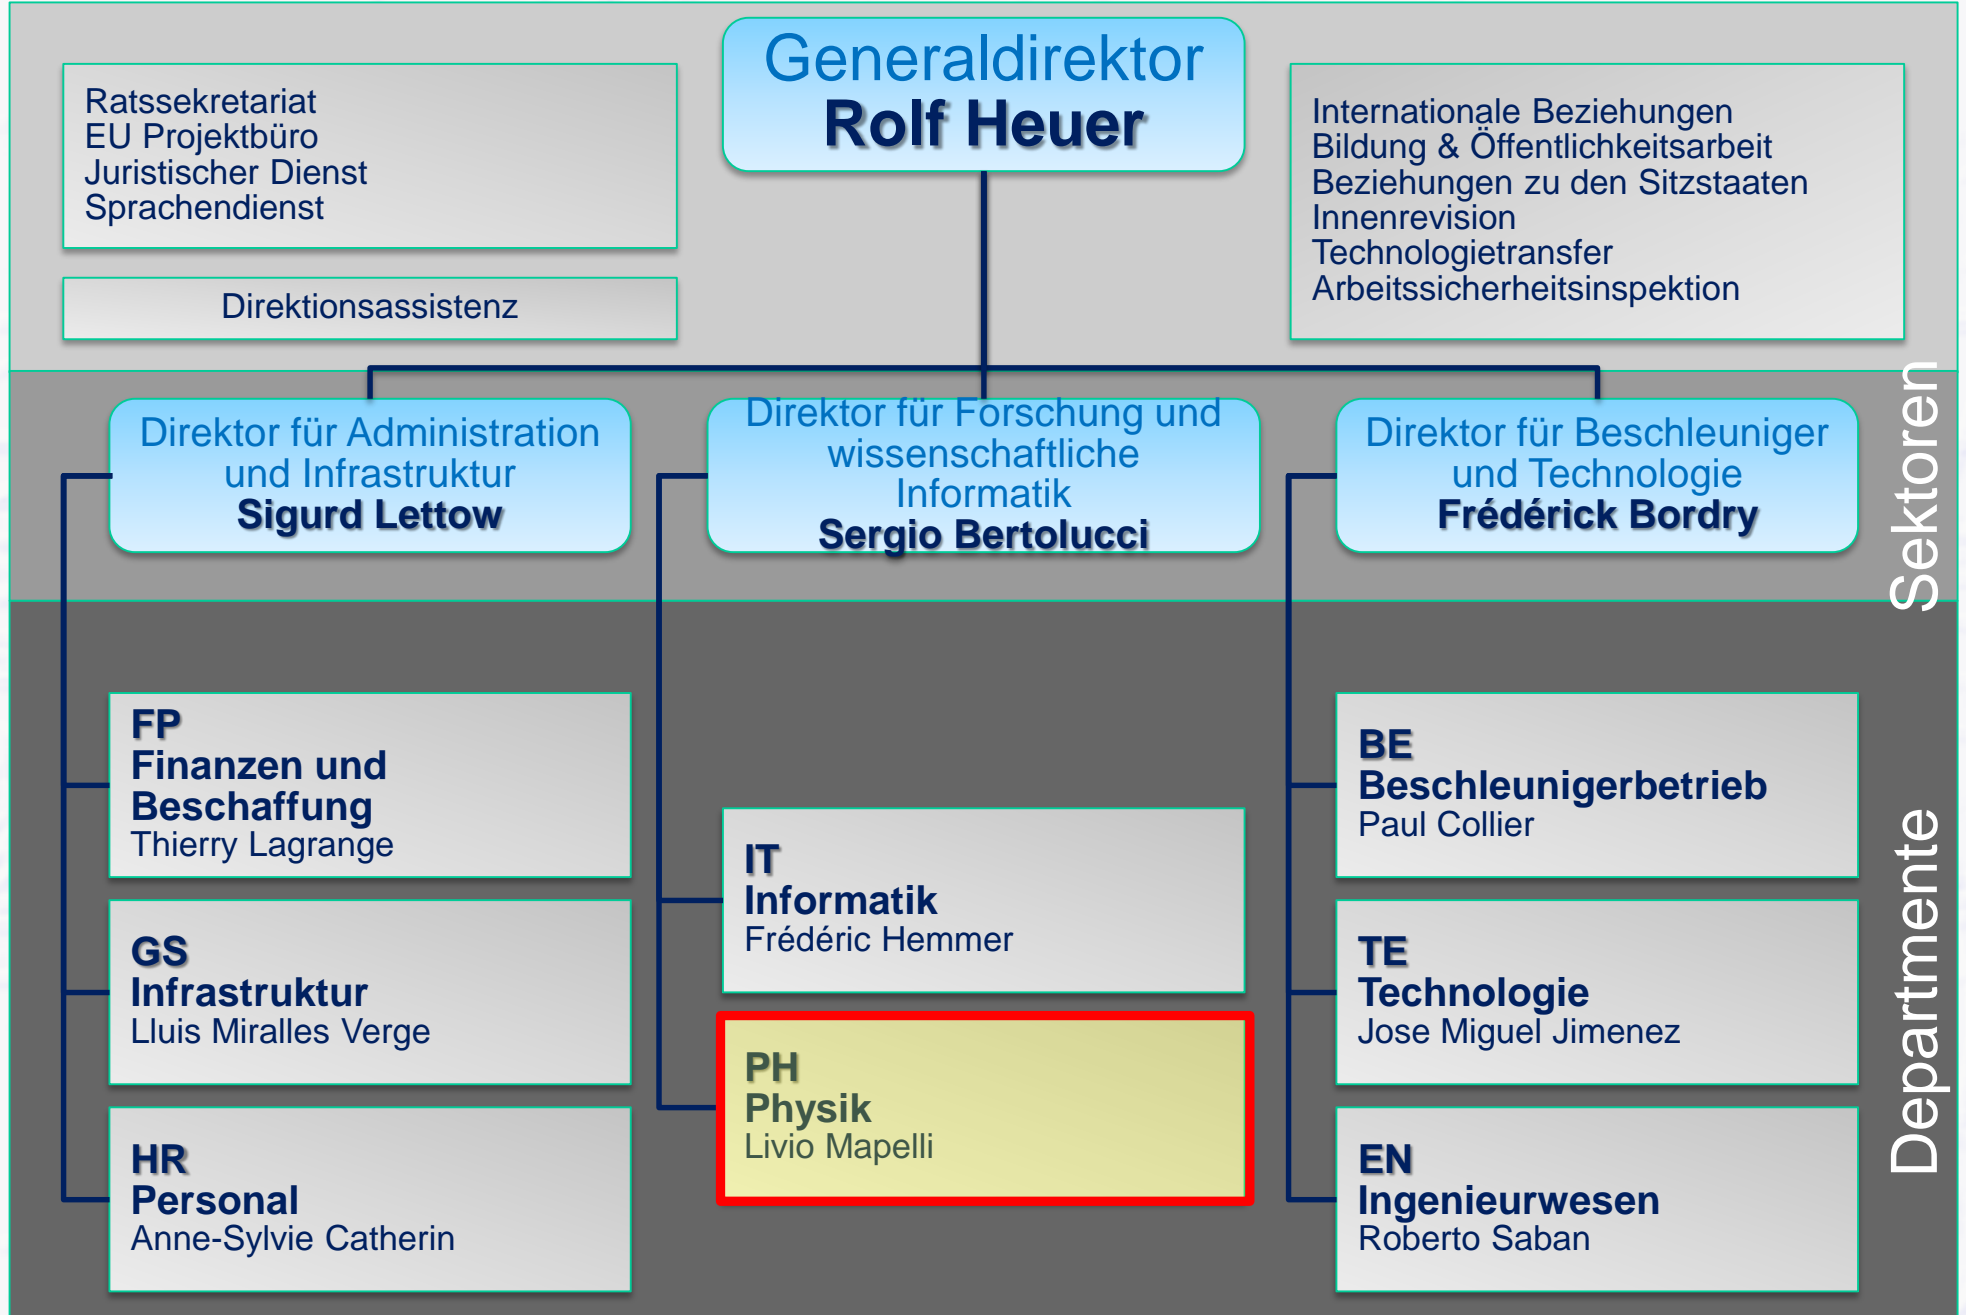 Generaldirektor
Rolf Heuer
Ratssekretariat
EU Projektbüro
Juristischer Dienst
Sprachendienst
Direktionsassistenz
Internationale Beziehungen
Bildung & Öffentlichkeitsarbeit
Beziehungen zu den Sitzstaaten
Innenrevision
Technologietransfer
Arbeitssicherheitsinspektion
Sektoren
Direktor für Administration
und Infrastruktur
Sigurd Lettow
Direktor für Forschung und
wissenschaftliche
Informatik
Sergio Bertolucci
Direktor für Beschleuniger
und Technologie
Frédérick Bordry
Departmente
FP
Finanzen und
Beschaffung
Thierry Lagrange
GS
Infrastruktur
Lluis Miralles Verge
HR
Personal
Anne-Sylvie Catherin
IT
Informatik
Frédéric Hemmer
PH
Physik
Livio Mapelli
BE
Beschleunigerbetrieb
Paul Collier
TE
Technologie
Jose Miguel Jimenez
EN
Ingenieurwesen
Roberto Saban